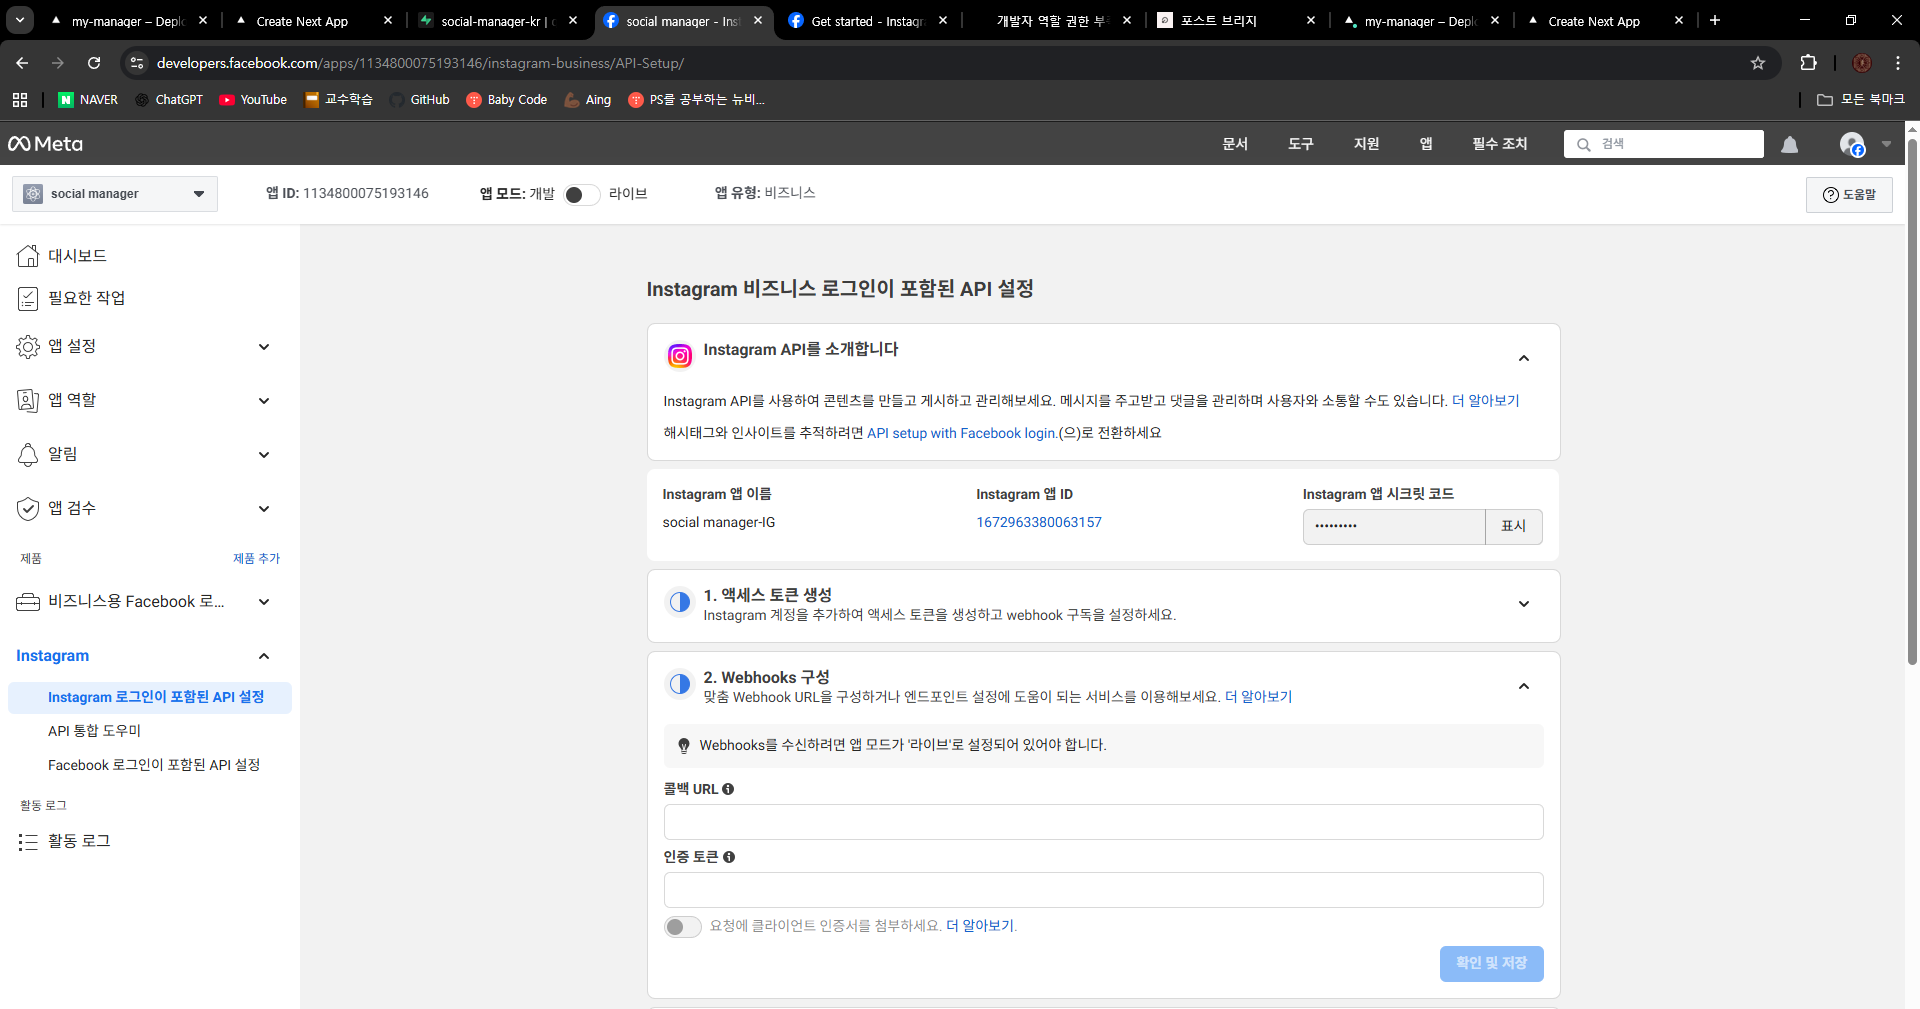 my-manager – Deplo
Create Next App
social-manager-kr |
social manager - Inst
Get started - Instagr
개발자 역할 권한 부
포스트 브리지
my-manager – Deplo
Create Next App
developers.facebook.com/apps/1134800075193146/instagram-business/API-Setup/
NAVER
ChatGPT
YouTube
교수학습
GitHub
Baby Code
Aing
PS를 공부하는 뉴비...
모든 북마크
Meta
문서
도구
지원
앱
필수 조치
검색
social manager
앱 ID: 1134800075193146
앱 모드: 개발
라이브
앱 유형: 비즈니스
도움말
대시보드
필요한 작업
앱 설정
앱 역할
알림
앱 검수
제품
제품 추가
비즈니스용 Facebook 로...
Instagram
Instagram 로그인이 포함된 API 설정
API 통합 도우미
Facebook 로그인이 포함된 API 설정
활동 로그
활동 로그
Instagram 비즈니스 로그인이 포함된 API 설정
Instagram API를 소개합니다
Instagram API를 사용하여 콘텐츠를 만들고 게시하고 관리해보세요. 메시지를 주고받고 댓글을 관리하며 사용자와 소통할 수도 있습니다. 더 알아보기
해시태그와 인사이트를 추적하려면 API setup with Facebook login.(으)로 전환하세요
Instagram 앱 이름
social manager-IG
Instagram 앱 ID
1672963380063157
Instagram 앱 시크릿 코드
•••••••••
표시
1. 액세스 토큰 생성
Instagram 계정을 추가하여 액세스 토큰을 생성하고 webhook 구독을 설정하세요.
2. Webhooks 구성
맞춤 Webhook URL을 구성하거나 엔드포인트 설정에 도움이 되는 서비스를 이용해보세요. 더 알아보기
Webhooks를 수신하려면 앱 모드가 '라이브'로 설정되어 있어야 합니다.
콜백 URL
인증 토큰
요청에 클라이언트 인증서를 첨부하세요. 더 알아보기.
확인 및 저장